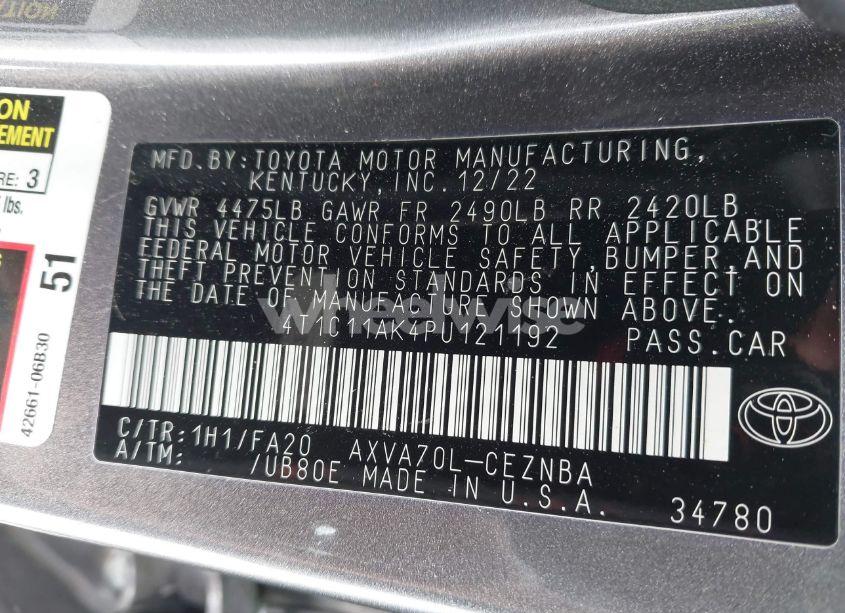 ON
EMENT
RE: 3
lbs.
51
42661-06B30
MFD. BY: TOYOTA MOTOR MANUFACTURING,
KENTUCKY, INC. 12/22
GVWR 4475LB GAWR FR 2490LB RR 2420LB
THIS VEHICLE CONFORMS TO ALL APPLICABLE
FEDERAL MOTOR VEHICLE SAFETY, BUMPER, AND
THEFT PREVENTION STANDARDS IN EFFECT ON
THE DATE OF MANUFACTURE SHOWN ABOVE.
wheelwise
4T1C11AK4PU121192 PASS. CAR
C/TR: 1H1/FA20 AXVA70L-CEZNBA
A/TM: /UB80E MADE IN U.S.A.
34780